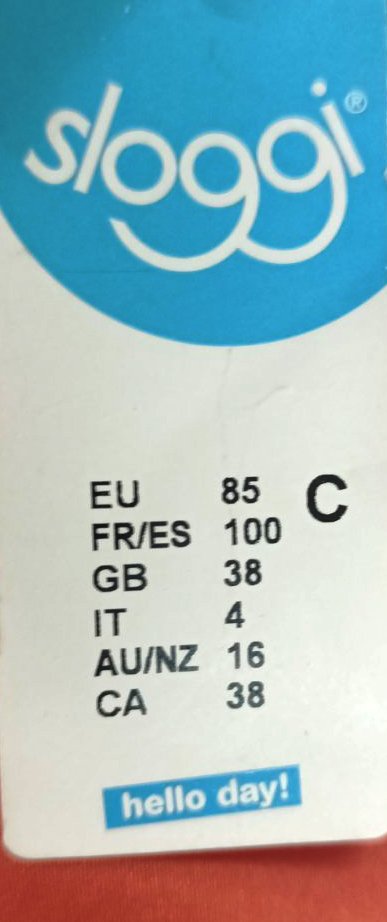 sloggi®
EU 85 C
FR/ES 100
GB 38
IT 4
AU/NZ 16
CA 38
hello day!